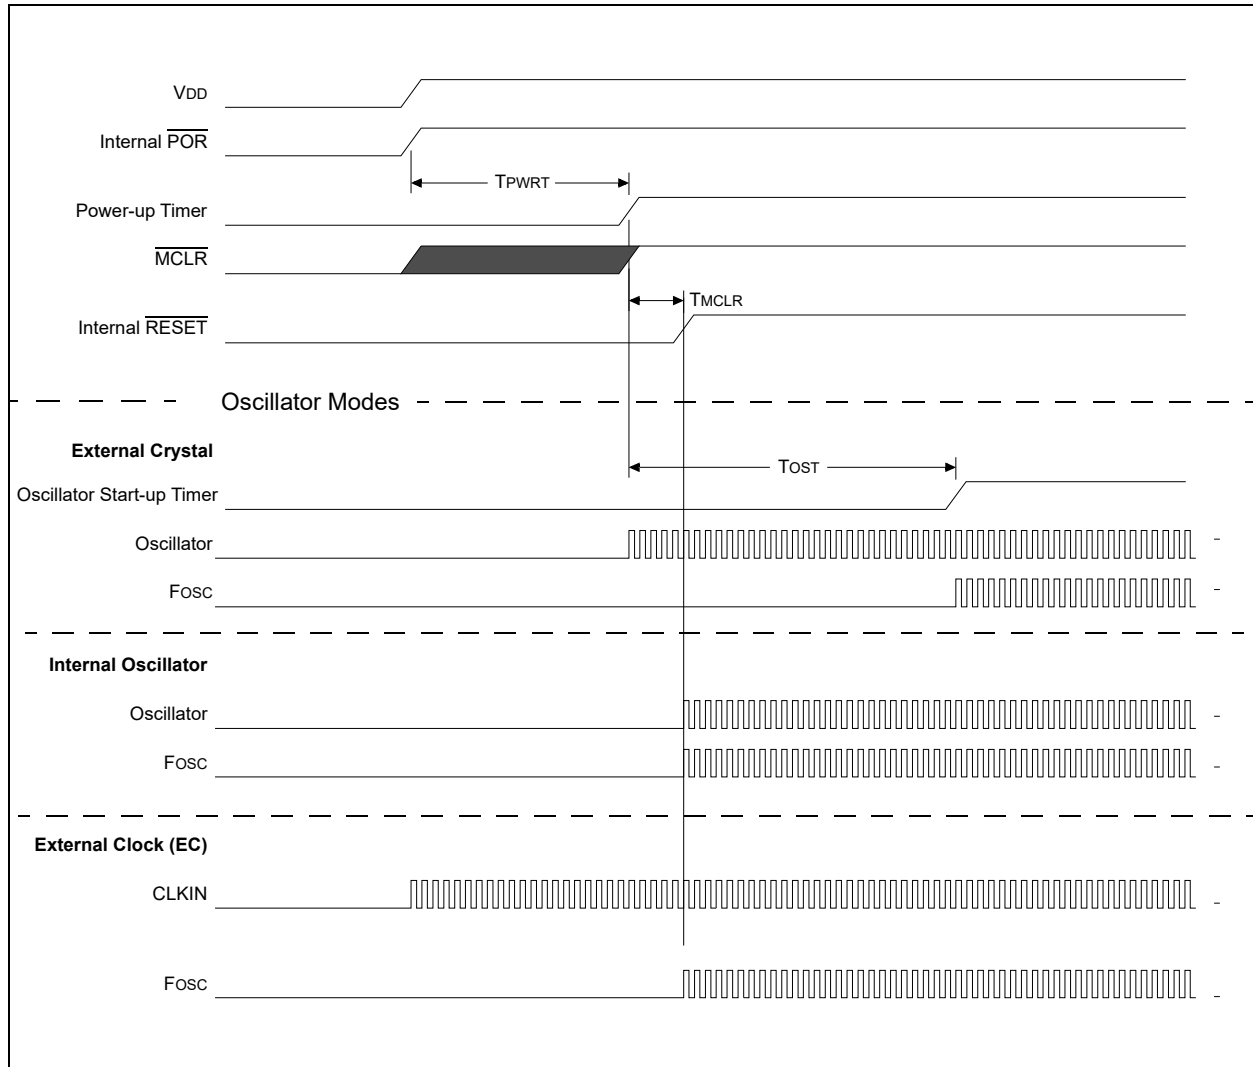 VDD
Internal POR
TPWRT
Power-up Timer
MCLR
TMCLR
Internal RESET
Oscillator Modes
External Crystal
TOST
Oscillator Start-up Timer
Oscillator
FOSC
Internal Oscillator
Oscillator
FOSC
External Clock (EC)
CLKIN
FOSC